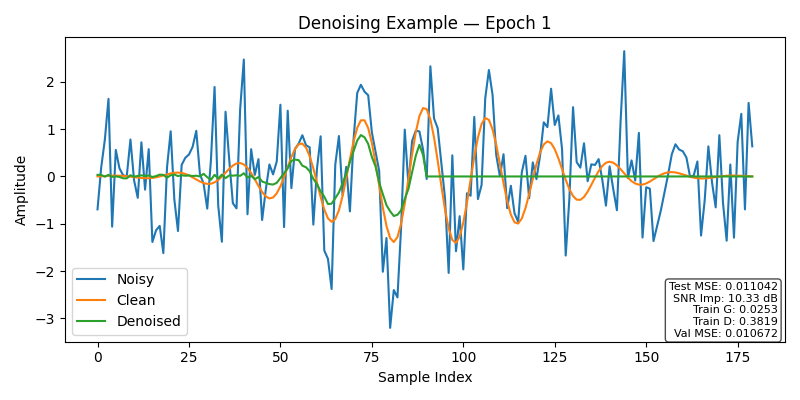 Denoising Example — Epoch 1
Amplitude
2
1
0
−1
−2
−3
Noisy
Clean
Denoised
Test MSE: 0.011042
SNR Imp: 10.33 dB
Train G: 0.0253
Train D: 0.3819
Val MSE: 0.010672
0 25 50 75 100 125 150 175
Sample Index